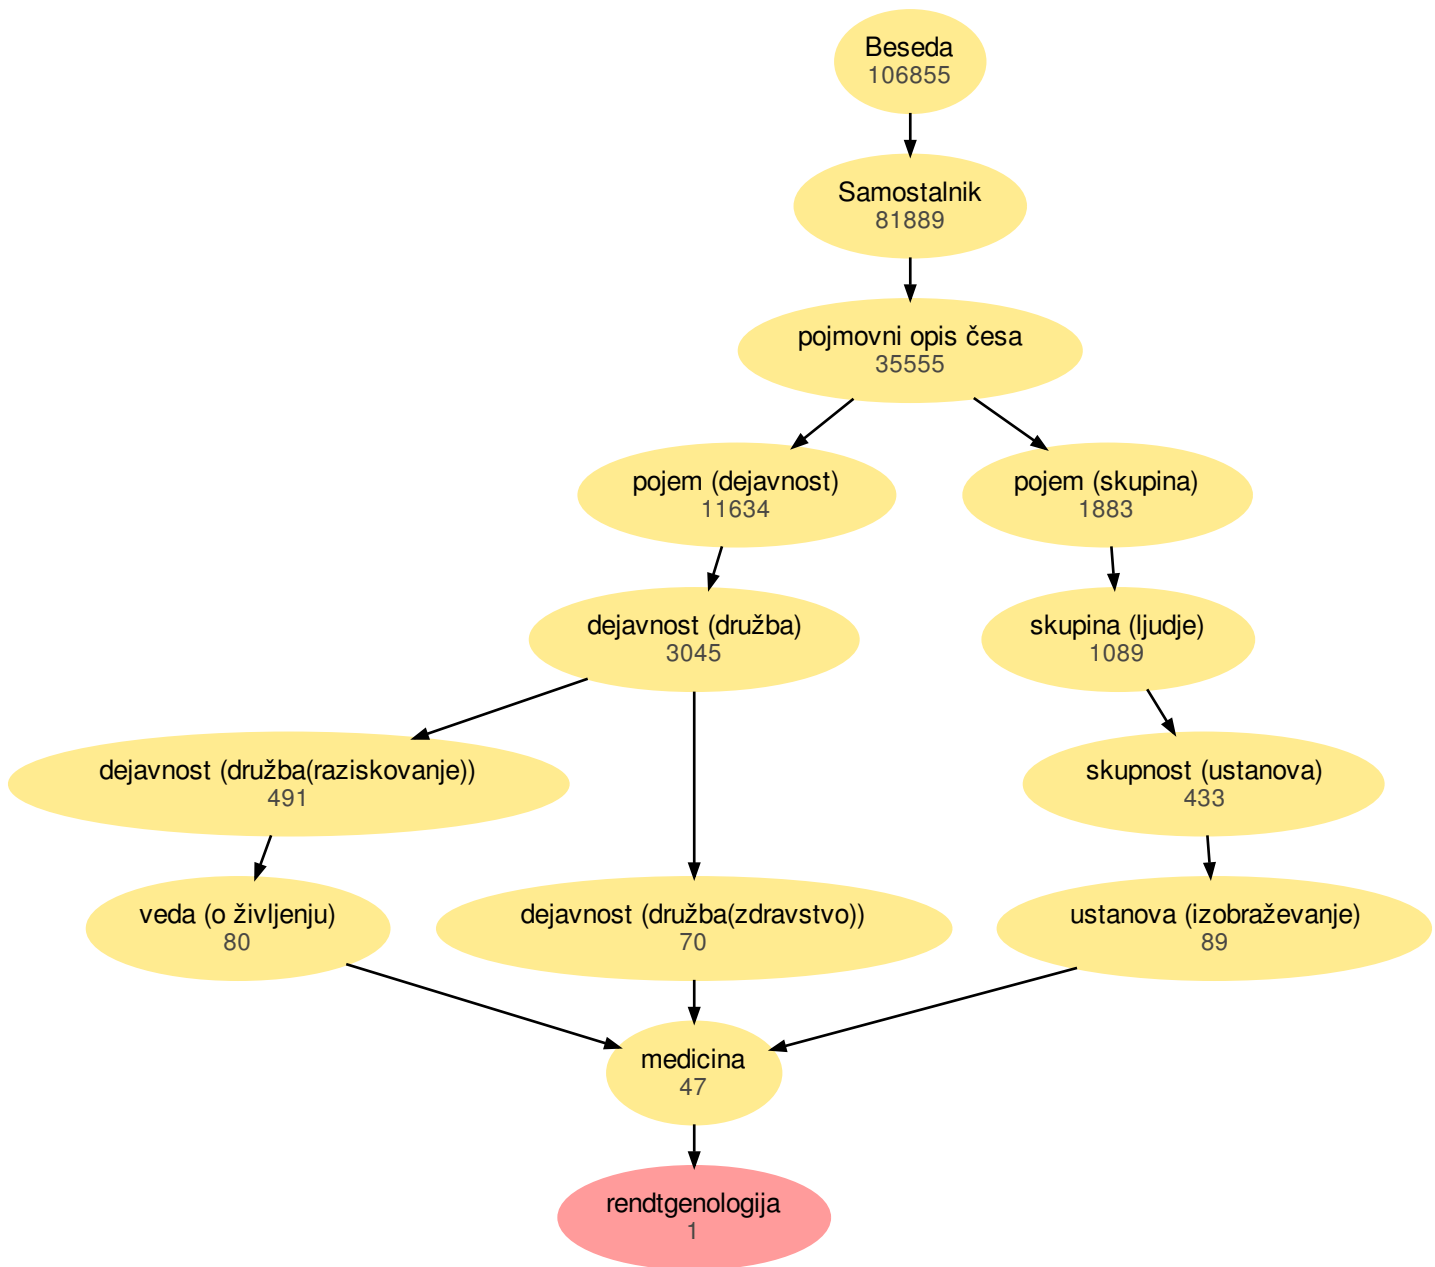 Beseda
106855
Samostalnik
81889
pojmovni opis česa
35555
pojem (dejavnost)
11634
pojem (skupina)
1883
dejavnost (družba)
3045
skupina (ljudje)
1089
dejavnost (družba(raziskovanje))
491
skupnost (ustanova)
433
veda (o življenju)
80
dejavnost (družba(zdravstvo))
70
ustanova (izobraževanje)
89
medicina
47
rendtgenologija
1